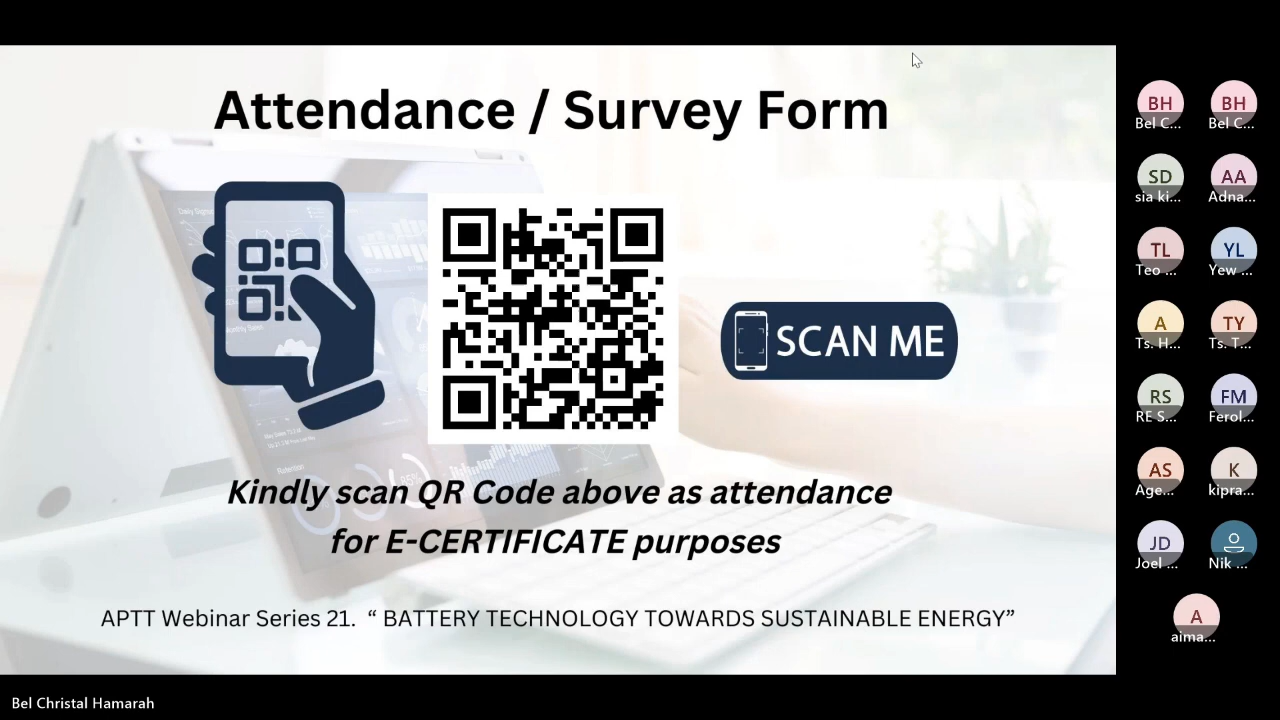 Attendance / Survey Form
SCAN ME
Kindly scan QR Code above as attendance
for E-CERTIFICATE purposes
APTT Webinar Series 21. “ BATTERY TECHNOLOGY TOWARDS SUSTAINABLE ENERGY”
BH BH
Bel C... Bel C...
SD AA
sia ki... Adna...
TL YL
Teo ... Yew ...
A TY
Ts. H... Ts. T...
RS FM
RE S... Ferol...
AS K
Age... kipra...
JD
Joel ... Nik ...
A
aima...
Bel Christal Hamarah